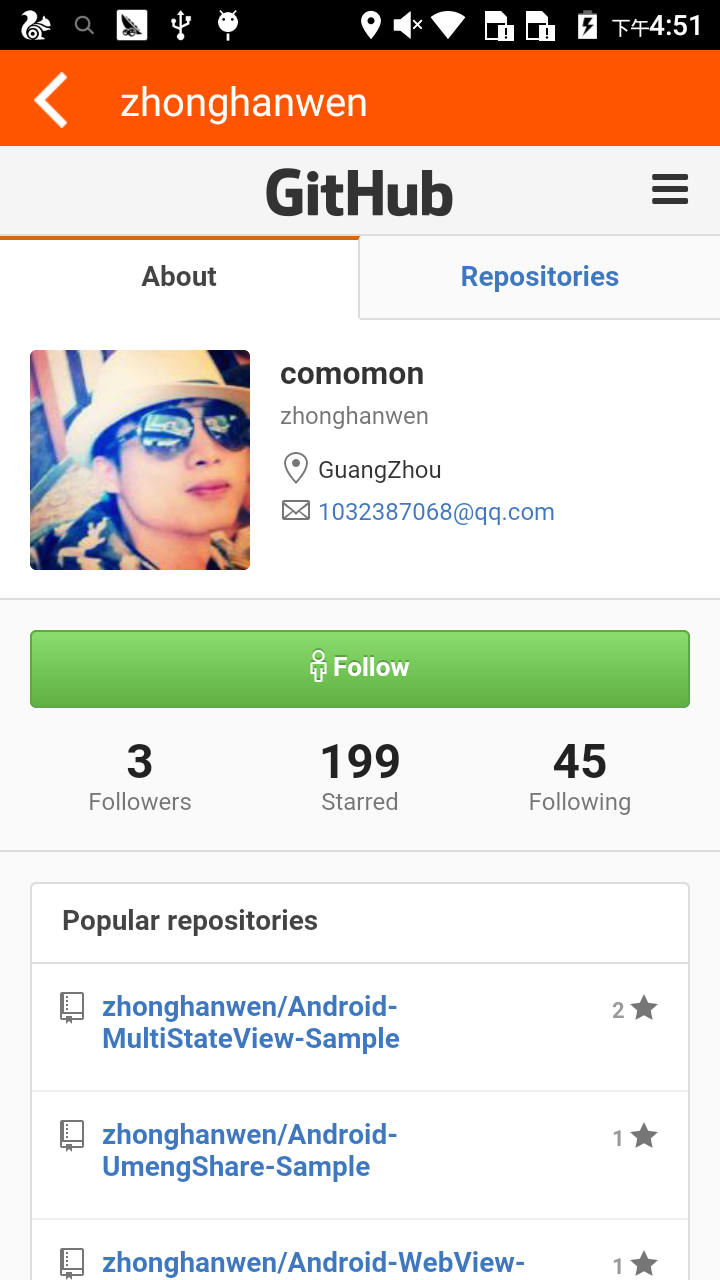 下午4:51
zhonghanwen
GitHub
About
Repositories
comomon
zhonghanwen
GuangZhou
1032387068@qq.com
Follow
3
199
45
Followers
Starred
Following
Popular repositories
zhonghanwen/Android-
MultiStateView-Sample
2
zhonghanwen/Android-
UmengShare-Sample
1
zhonghanwen/Android-WebView-
1